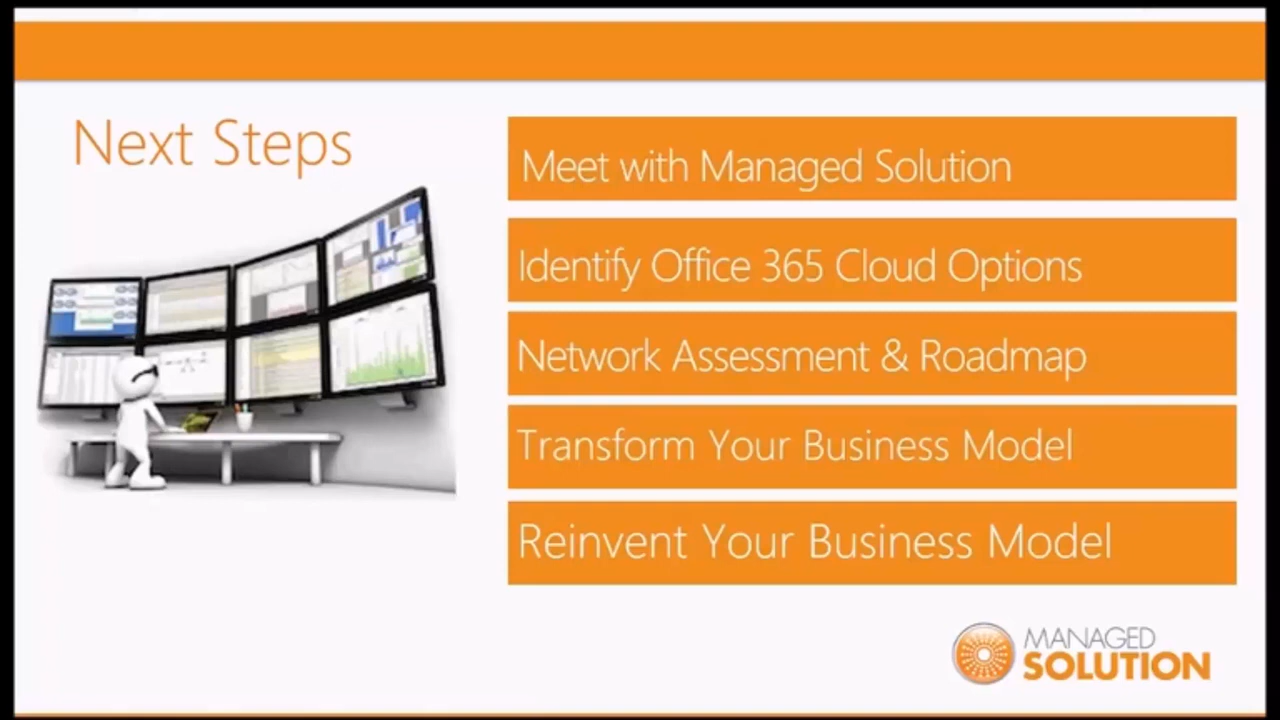 Next Steps
Meet with Managed Solution
Identify Office 365 Cloud Options
Network Assessment & Roadmap
Transform Your Business Model
Reinvent Your Business Model
MANAGED
SOLUTION